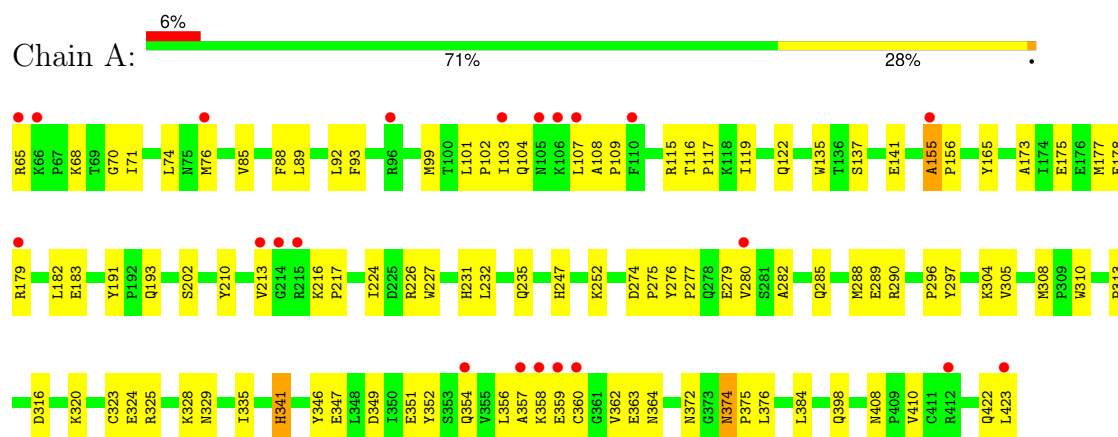 6%
Chain A:
71% 28% •
R65 K66 P67 K68 T69 G70 I71 L74 N75 M76 V85 F88 L89 L92 F93 R96 M99 T100 L101 P102 I103 Q104 N105 K106 L107 A108 P109 F110 R115 T116 P117 K118 I119 Q122 W135 T136 S137 E141 A155 P156 Y165 A173 I174 E175 E176 M177 E178
R179 L182 E183 Y191 P192 Q193 S202 Y210 V213 G214 R215 K216 P217 I224 D225 R226 W227 H231 L232 Q235 H247 K252 D274 P275 Y276 P277 Q278 E279 V280 S281 A282 Q285 M288 E289 R290 P296 Y297 K304 V305 M308 P309 W310 P313
D316 K320 C323 E324 R325 K328 N329 I335 H341 Y346 E347 L348 D349 I350 E351 Y352 S353 Q354 V355 L356 A357 K358 E359 C360 G361 V362 E363 N364 N372 G373 N374 P375 L376 L384 Q398 N408 P409 V410 C411 R412 Q422 L423